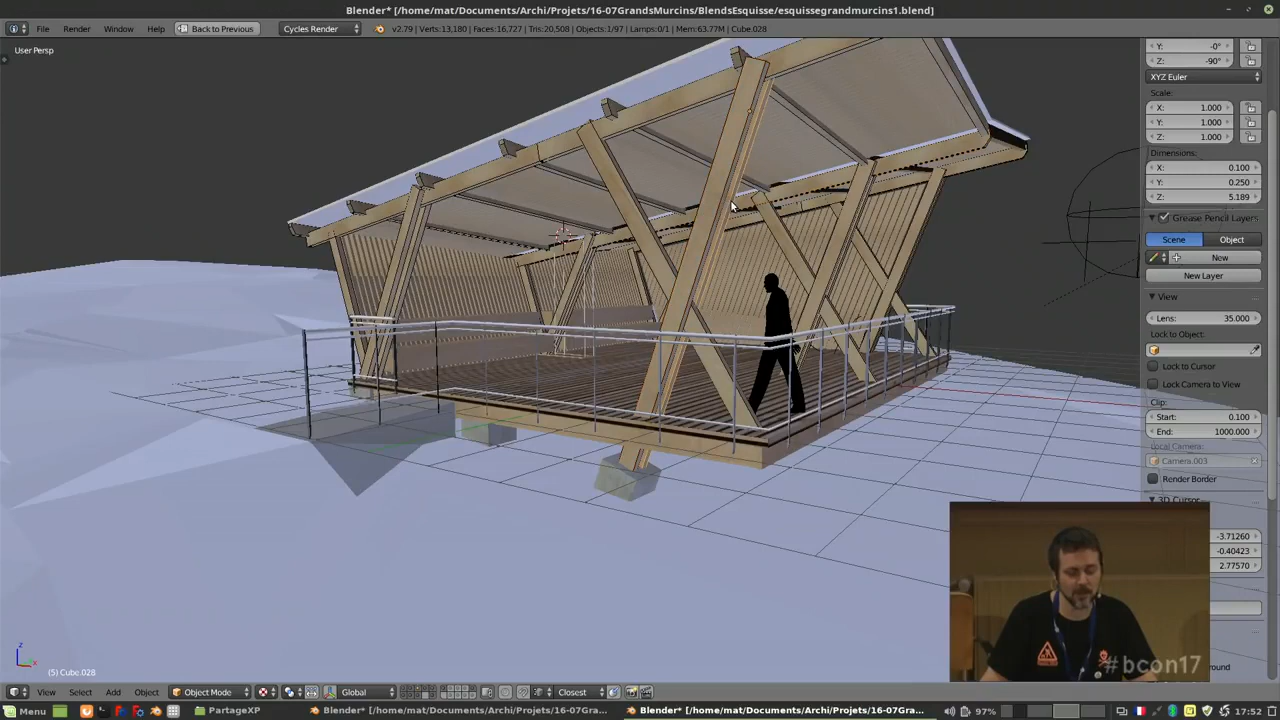 Blender* [/home/mat/Documents/Archi/Projets/16-07GrandsMurcins/BlendsEsquisse/esquissegrandmurcins1.blend]
File Render Window Help Back to Previous Cycles Render v2.79 | Verts:13,180 | Faces:16,727 | Tris:20,508 | Objects:1/97 | Lamps:0/1 | Mem:63.77M | Cube.028
User Persp
Y: -0°
Z: -90°
XYZ Euler
Scale:
X: 1.000
Y: 1.000
Z: 1.000
Dimensions:
X: 0.100
Y: 0.250
Z: 5.189
Grease Pencil Layers
Scene Object
New
New Layer
View
Lens: 35.000
Lock to Object:
Lock to Cursor
Lock Camera to View
Clip:
Start: 0.100
End: 1000.000
Local Camera:
Camera.003
Render Border
3D Cursor
-3.71260
-0.40423
2.77570
#bcon17
round
z
x
(5) Cube.028
View Select Add Object Object Mode Global Closest
Menu PartageXP Blender* [/home/mat/Documents/Archi/Projets/16-07Gra... Blender* [/home/mat/Documents/Archi/Projets/16-07Gra... 97% 17:52